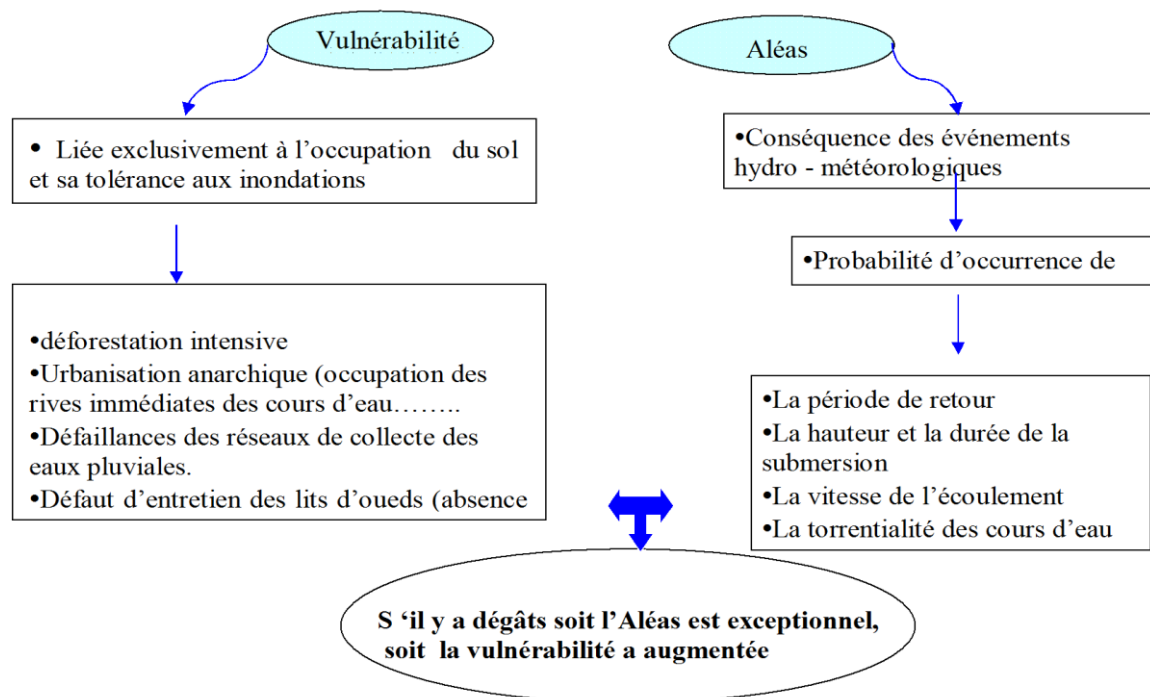 Vulnérabilité
Aléas
• Liée exclusivement à l’occupation du sol
et sa tolérance aux inondations
•Conséquence des événements
hydro - météorologiques
•Probabilité d’occurrence de
•déforestation intensive
•Urbanisation anarchique (occupation des
rives immédiates des cours d’eau……..
•Défaillances des réseaux de collecte des
eaux pluviales.
•Défaut d’entretien des lits d’oueds (absence
•La période de retour
•La hauteur et la durée de la
submersion
•La vitesse de l’écoulement
•La torrentialité des cours d’eau
S ‘il y a dégâts soit l’Aléas est exceptionnel,
soit la vulnérabilité a augmentée